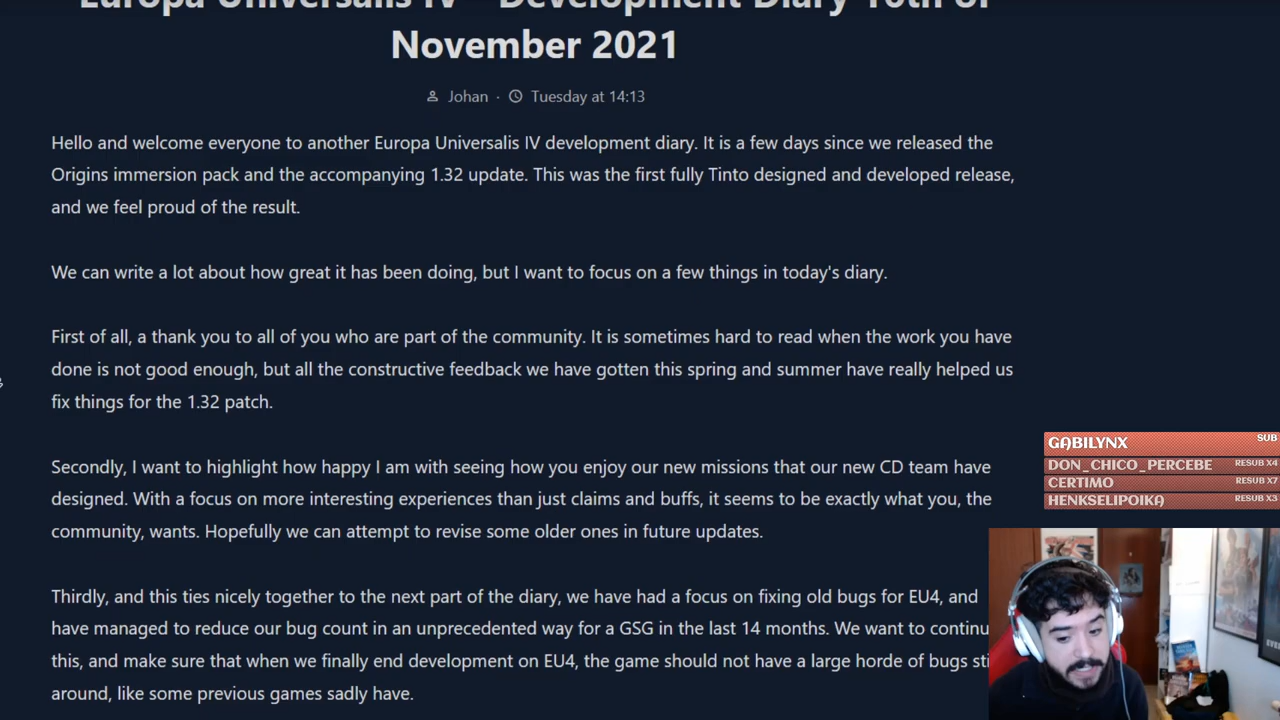 Europa Universalis IV - Development Diary 16th of
November 2021
Johan · Tuesday at 14:13
Hello and welcome everyone to another Europa Universalis IV development diary. It is a few days since we released the
Origins immersion pack and the accompanying 1.32 update. This was the first fully Tinto designed and developed release,
and we feel proud of the result.
We can write a lot about how great it has been doing, but I want to focus on a few things in today's diary.
First of all, a thank you to all of you who are part of the community. It is sometimes hard to read when the work you have
done is not good enough, but all the constructive feedback we have gotten this spring and summer have really helped us
fix things for the 1.32 patch.
Secondly, I want to highlight how happy I am with seeing how you enjoy our new missions that our new CD team have
designed. With a focus on more interesting experiences than just claims and buffs, it seems to be exactly what you, the
community, wants. Hopefully we can attempt to revise some older ones in future updates.
Thirdly, and this ties nicely together to the next part of the diary, we have had a focus on fixing old bugs for EU4, and
have managed to reduce our bug count in an unprecedented way for a GSG in the last 14 months. We want to continu
this, and make sure that when we finally end development on EU4, the game should not have a large horde of bugs sti
around, like some previous games sadly have.
GABILYNX SUB
DON_CHICO_PERCEBE RESUB X4
CERTIMO RESUB X7
HENKSELIPOIKA RESUB X3